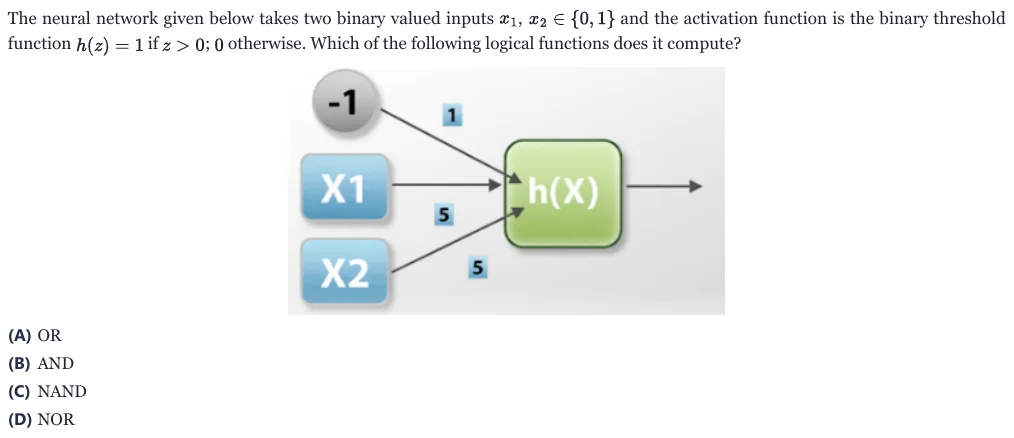 The neural network given below takes two binary valued inputs x₁, x₂ ∈ {0, 1} and the activation function is the binary threshold
function h(z) = 1 if z > 0; 0 otherwise. Which of the following logical functions does it compute?
-1
1
X1
h(X)
5
X2
5
(A) OR
(B) AND
(C) NAND
(D) NOR